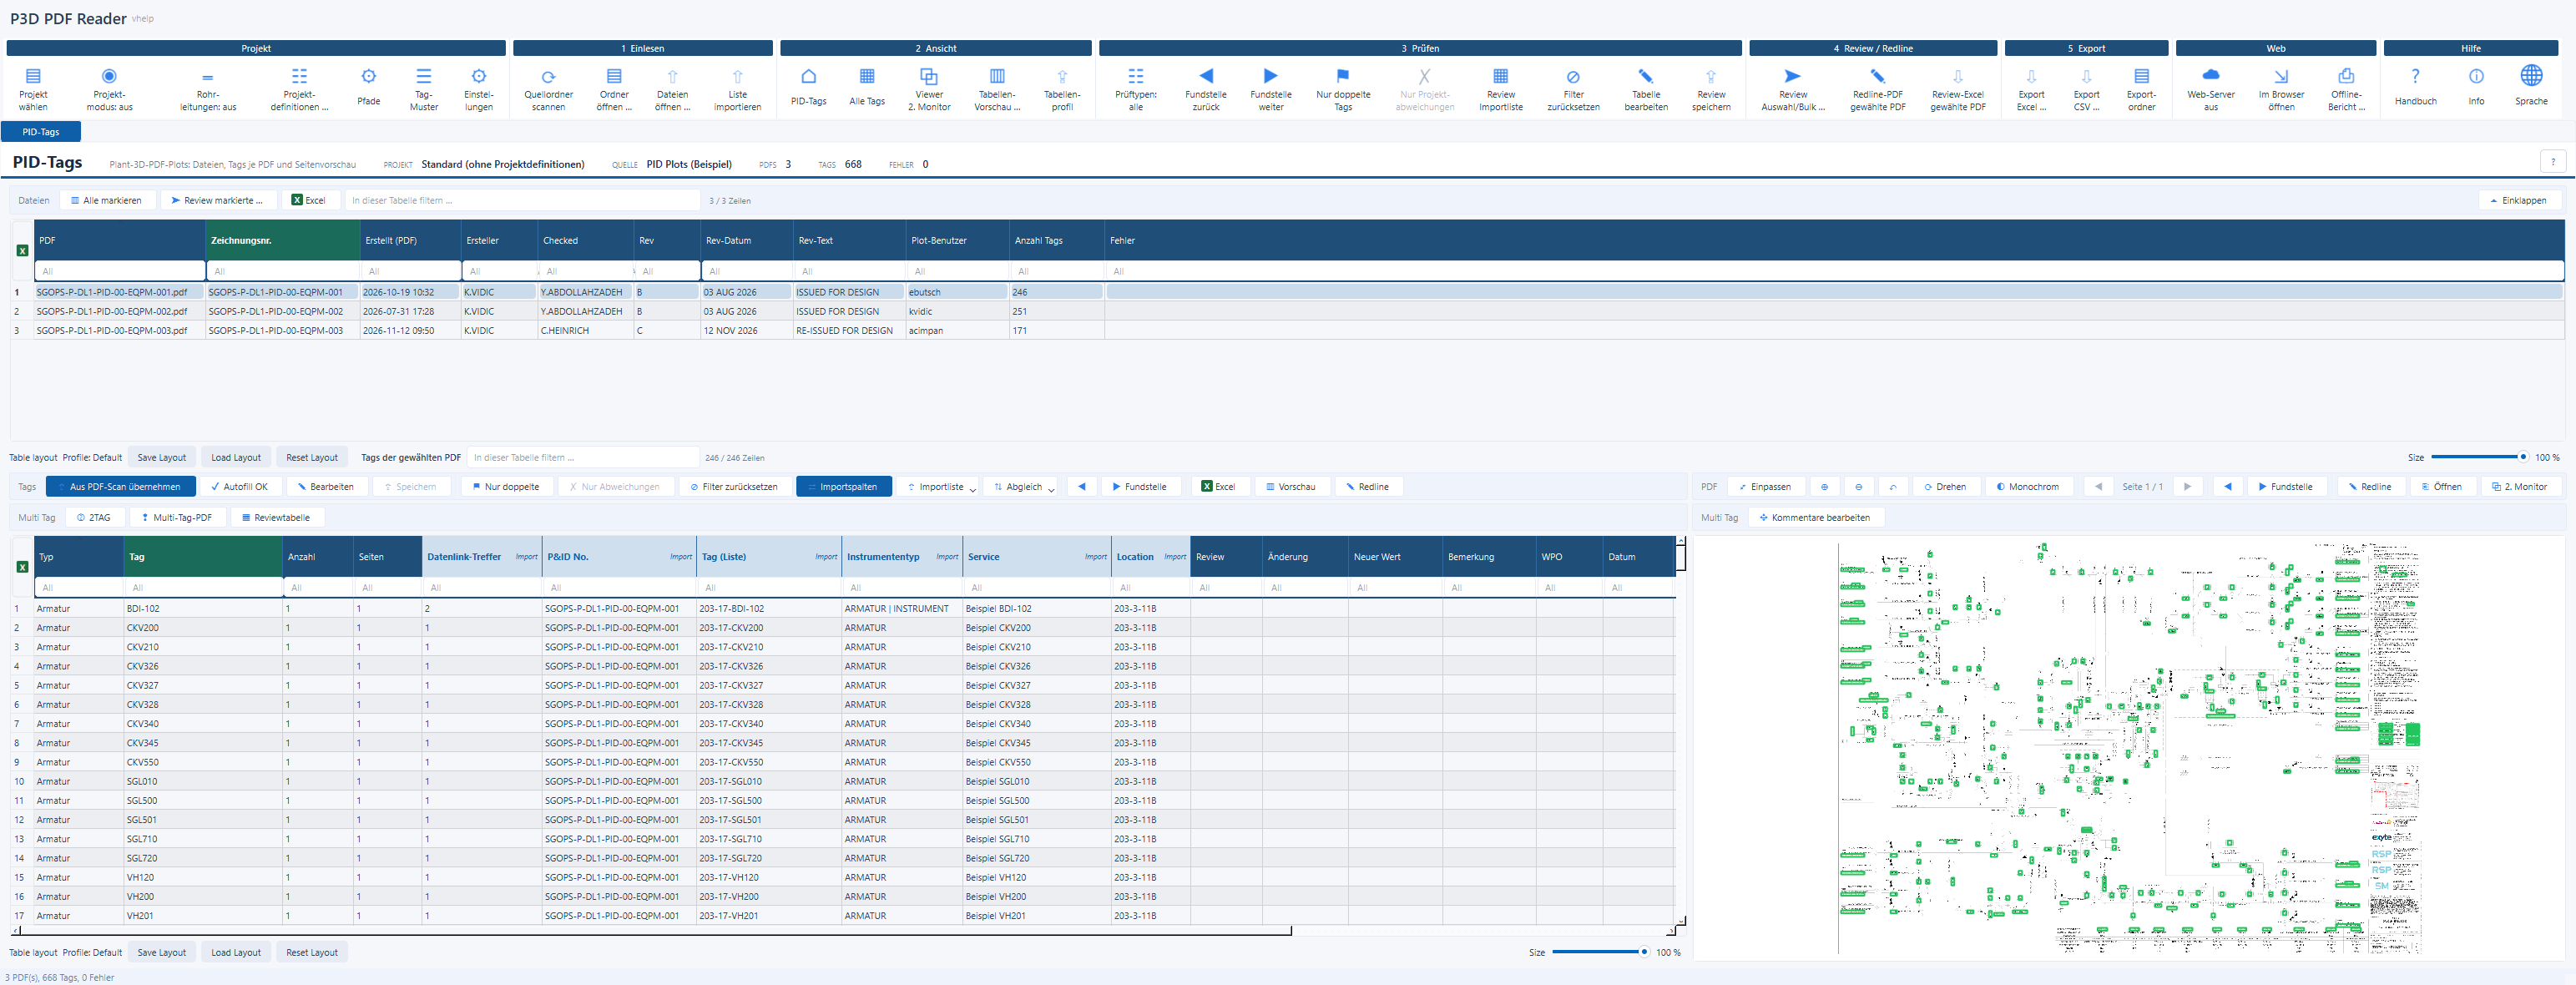 P3D PDF Reader vhelp
Projekt
1 Einlesen
2 Ansicht
3 Prüfen
4 Review / Redline
5 Export
Web
Hilfe
Projekt wählen
Projekt-modus: aus
Rohr-leitungen: aus
Projekt-definitionen ...
Pfade
Tag-Muster
Einstel-lungen
Quellordner scannen
Ordner öffnen ...
Dateien öffnen ...
Liste importieren
PID-Tags
Alle Tags
Viewer 2. Monitor
Tabellen-Vorschau ...
Tabellen-profil
Prüftypen: alle
Fundstelle zurück
Fundstelle weiter
Nur doppelte Tags
Nur Projekt-abweichungen
Review Importliste
Filter zurücksetzen
Tabelle bearbeiten
Review speichern
Review Auswahl/Bulk ...
Redline-PDF gewählte PDF
Review-Excel gewählte PDF
Export Excel ...
Export CSV ...
Export-ordner
Web-Server aus
Im Browser öffnen
Offline-Bericht ...
Handbuch
Info
Sprache
PID-Tags
PID-Tags Plant-3D-PDF-Plots: Dateien, Tags je PDF und Seitenvorschau PROJEKT Standard (ohne Projektdefinitionen) QUELLE PID Plots (Beispiel) PDFS 3 TAGS 668 FEHLER 0 ?
Dateien Alle markieren Review markierte ... Excel In dieser Tabelle filtern ... 3 / 3 Zeilen Einklappen
PDF Zeichnungsnr. Erstellt (PDF) Ersteller Checked Rev Rev-Datum Rev-Text Plot-Benutzer Anzahl Tags Fehler
All All All All All All All All All All All
1 SGOPS-P-DL1-PID-00-EQPM-001.pdf SGOPS-P-DL1-PID-00-EQPM-001 2026-10-19 10:32 K.VIDIC Y.ABDOLLAHZADEH B 03 AUG 2026 ISSUED FOR DESIGN ebutsch 246
2 SGOPS-P-DL1-PID-00-EQPM-002.pdf SGOPS-P-DL1-PID-00-EQPM-002 2026-07-31 17:28 K.VIDIC Y.ABDOLLAHZADEH B 03 AUG 2026 ISSUED FOR DESIGN kvidic 251
3 SGOPS-P-DL1-PID-00-EQPM-003.pdf SGOPS-P-DL1-PID-00-EQPM-003 2026-11-12 09:50 K.VIDIC C.HEINRICH C 12 NOV 2026 RE-ISSUED FOR DESIGN acimpan 171
Table layout Profile: Default Save Layout Load Layout Reset Layout Tags der gewählten PDF In dieser Tabelle filtern ... 246 / 246 Zeilen Size 100 %
Tags Aus PDF-Scan übernehmen Autofill OK Bearbeiten Speichern Nur doppelte Nur Abweichungen Filter zurücksetzen Importspalten Importliste Abgleich Fundstelle Excel Vorschau Redline
PDF Einpassen Drehen Monochrom Seite 1 / 1 Fundstelle Redline Öffnen 2. Monitor
Multi Tag 2TAG Multi-Tag-PDF Reviewtabelle
Multi Tag Kommentare bearbeiten
Typ Tag Anzahl Seiten Datenlink-Treffer Import P&ID No. Import Tag (Liste) Import Instrumententyp Import Service Import Location Import Review Änderung Neuer Wert Bemerkung WPO Datum
All All All All All All All All All All All All All All All All
1 Armatur BDI-102 1 1 2 SGOPS-P-DL1-PID-00-EQPM-001 203-17-BDI-102 ARMATUR | INSTRUMENT Beispiel BDI-102 203-3-11B
2 Armatur CKV200 1 1 1 SGOPS-P-DL1-PID-00-EQPM-001 203-17-CKV200 ARMATUR Beispiel CKV200 203-3-11B
3 Armatur CKV210 1 1 1 SGOPS-P-DL1-PID-00-EQPM-001 203-17-CKV210 ARMATUR Beispiel CKV210 203-3-11B
4 Armatur CKV326 1 1 1 SGOPS-P-DL1-PID-00-EQPM-001 203-17-CKV326 ARMATUR Beispiel CKV326 203-3-11B
5 Armatur CKV327 1 1 1 SGOPS-P-DL1-PID-00-EQPM-001 203-17-CKV327 ARMATUR Beispiel CKV327 203-3-11B
6 Armatur CKV328 1 1 1 SGOPS-P-DL1-PID-00-EQPM-001 203-17-CKV328 ARMATUR Beispiel CKV328 203-3-11B
7 Armatur CKV340 1 1 1 SGOPS-P-DL1-PID-00-EQPM-001 203-17-CKV340 ARMATUR Beispiel CKV340 203-3-11B
8 Armatur CKV345 1 1 1 SGOPS-P-DL1-PID-00-EQPM-001 203-17-CKV345 ARMATUR Beispiel CKV345 203-3-11B
9 Armatur CKV550 1 1 1 SGOPS-P-DL1-PID-00-EQPM-001 203-17-CKV550 ARMATUR Beispiel CKV550 203-3-11B
10 Armatur SGL010 1 1 1 SGOPS-P-DL1-PID-00-EQPM-001 203-17-SGL010 ARMATUR Beispiel SGL010 203-3-11B
11 Armatur SGL500 1 1 1 SGOPS-P-DL1-PID-00-EQPM-001 203-17-SGL500 ARMATUR Beispiel SGL500 203-3-11B
12 Armatur SGL501 1 1 1 SGOPS-P-DL1-PID-00-EQPM-001 203-17-SGL501 ARMATUR Beispiel SGL501 203-3-11B
13 Armatur SGL710 1 1 1 SGOPS-P-DL1-PID-00-EQPM-001 203-17-SGL710 ARMATUR Beispiel SGL710 203-3-11B
14 Armatur SGL720 1 1 1 SGOPS-P-DL1-PID-00-EQPM-001 203-17-SGL720 ARMATUR Beispiel SGL720 203-3-11B
15 Armatur VH120 1 1 1 SGOPS-P-DL1-PID-00-EQPM-001 203-17-VH120 ARMATUR Beispiel VH120 203-3-11B
16 Armatur VH200 1 1 1 SGOPS-P-DL1-PID-00-EQPM-001 203-17-VH200 ARMATUR Beispiel VH200 203-3-11B
17 Armatur VH201 1 1 1 SGOPS-P-DL1-PID-00-EQPM-001 203-17-VH201 ARMATUR Beispiel VH201 203-3-11B
exyte
RSP
RSP
SM
Table layout Profile: Default Save Layout Load Layout Reset Layout Size 100 %
3 PDF(s), 668 Tags, 0 Fehler